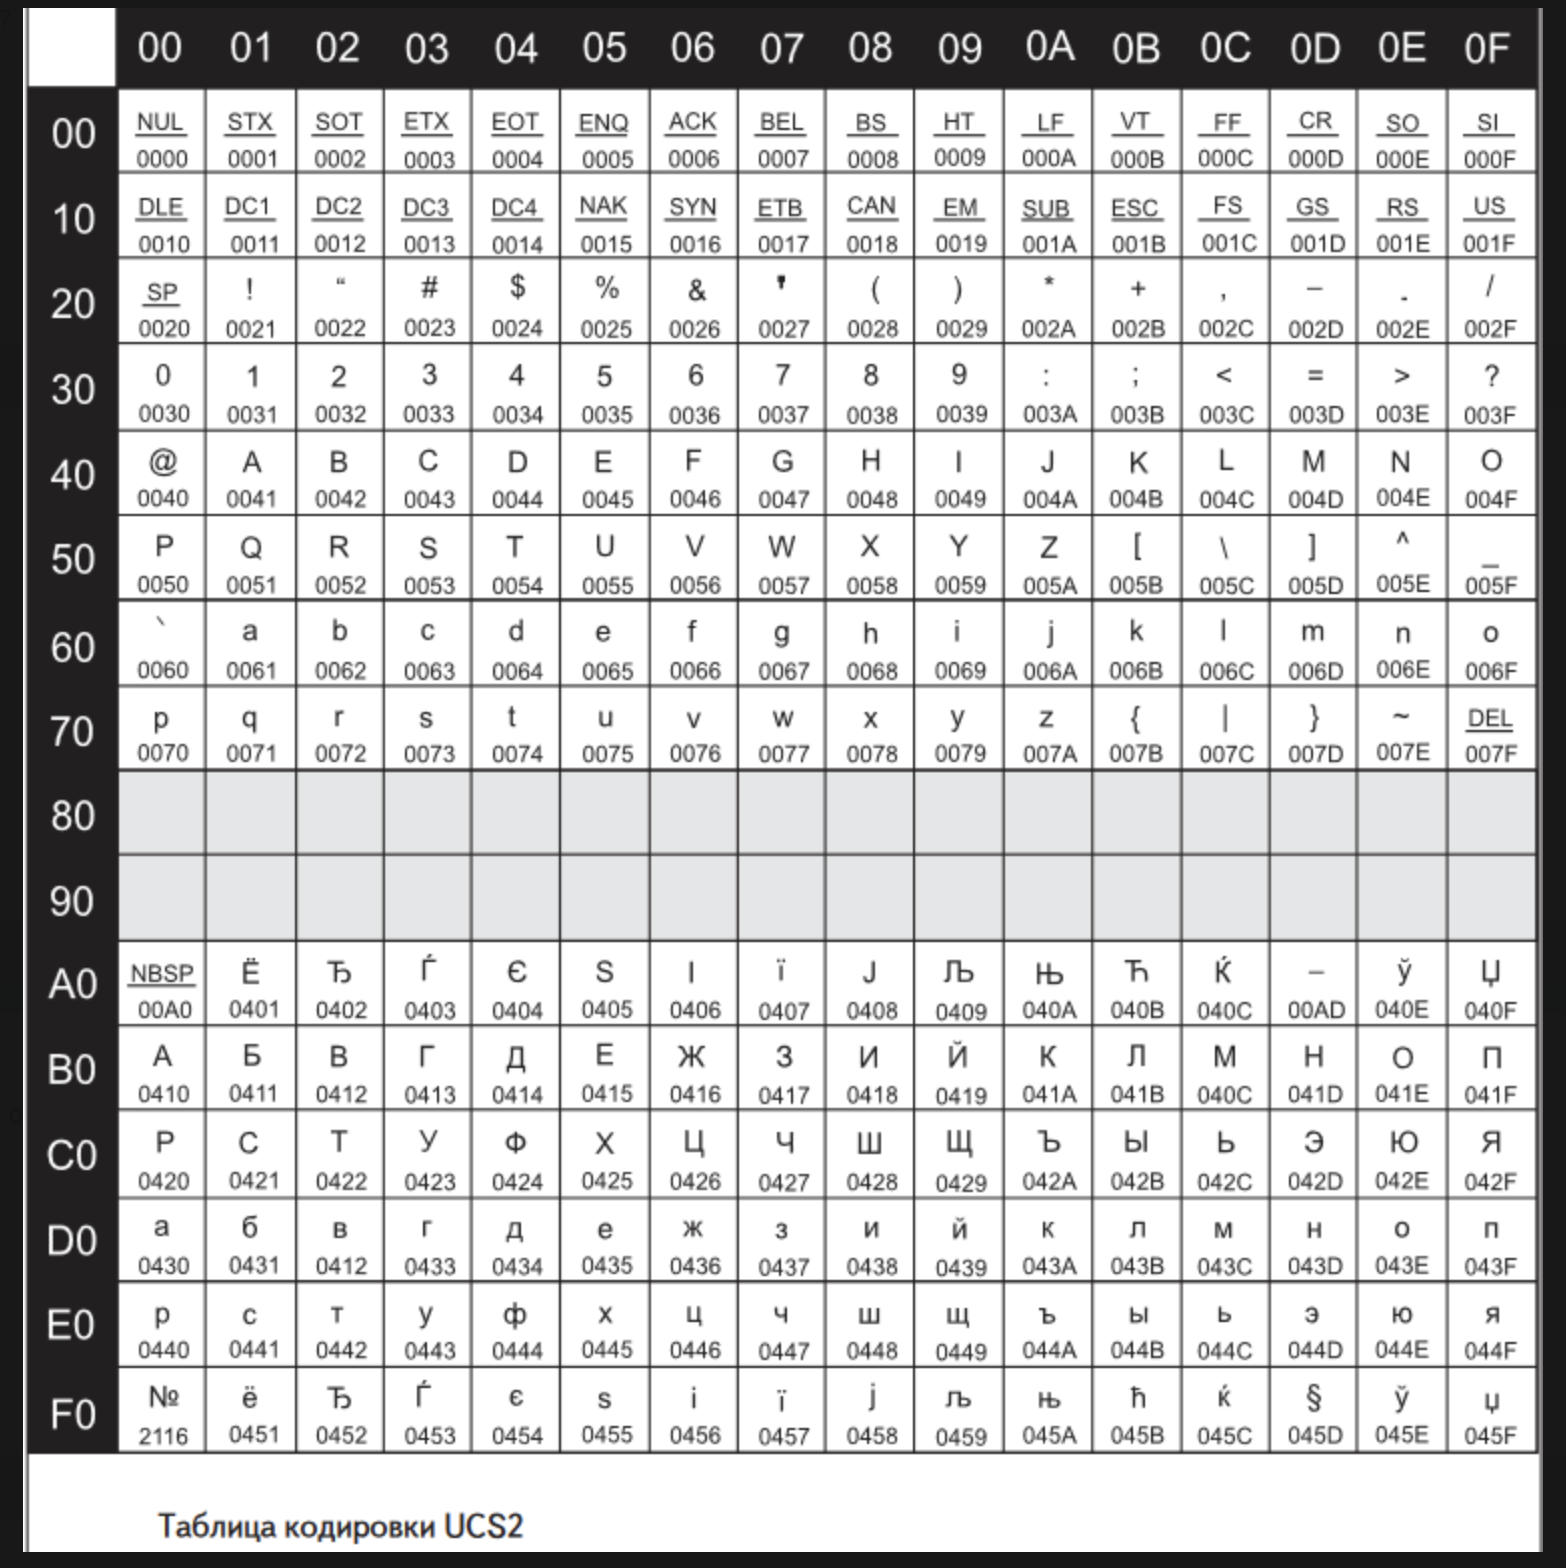 00 01 02 03 04 05 06 07 08 09 0A 0B 0C 0D 0E 0F
00 NUL STX SOT ETX EOT ENQ ACK BEL BS HT LF VT FF CR SO SI
0000 0001 0002 0003 0004 0005 0006 0007 0008 0009 000A 000B 000C 000D 000E 000F
10 DLE DC1 DC2 DC3 DC4 NAK SYN ETB CAN EM SUB ESC FS GS RS US
0010 0011 0012 0013 0014 0015 0016 0017 0018 0019 001A 001B 001C 001D 001E 001F
20 SP ! “ # $ % & ' ( ) * + , – . /
0020 0021 0022 0023 0024 0025 0026 0027 0028 0029 002A 002B 002C 002D 002E 002F
30 0 1 2 3 4 5 6 7 8 9 : ; < = > ?
0030 0031 0032 0033 0034 0035 0036 0037 0038 0039 003A 003B 003C 003D 003E 003F
40 @ A B C D E F G H I J K L M N O
0040 0041 0042 0043 0044 0045 0046 0047 0048 0049 004A 004B 004C 004D 004E 004F
50 P Q R S T U V W X Y Z [ \ ] ^ _
0050 0051 0052 0053 0054 0055 0056 0057 0058 0059 005A 005B 005C 005D 005E 005F
60 ` a b c d e f g h i j k l m n o
0060 0061 0062 0063 0064 0065 0066 0067 0068 0069 006A 006B 006C 006D 006E 006F
70 p q r s t u v w x y z { | } ~ DEL
0070 0071 0072 0073 0074 0075 0076 0077 0078 0079 007A 007B 007C 007D 007E 007F
80
90
A0 NBSP Ё Ђ Ѓ Є Ѕ І ї Ј Љ Њ Ћ Ќ – ў Џ
00A0 0401 0402 0403 0404 0405 0406 0407 0408 0409 040A 040B 040C 00AD 040E 040F
B0 А Б В Г Д Е Ж З И Й К Л М Н О П
0410 0411 0412 0413 0414 0415 0416 0417 0418 0419 041A 041B 040C 041D 041E 041F
C0 Р С Т У Ф Х Ц Ч Ш Щ Ъ Ы Ь Э Ю Я
0420 0421 0422 0423 0424 0425 0426 0427 0428 0429 042A 042B 042C 042D 042E 042F
D0 а б в г д е ж з и й к л м н о п
0430 0431 0412 0433 0434 0435 0436 0437 0438 0439 043A 043B 043C 043D 043E 043F
E0 р с т у ф х ц ч ш щ ъ ы ь э ю я
0440 0441 0442 0443 0444 0445 0446 0447 0448 0449 044A 044B 044C 044D 044E 044F
F0 № ё Ђ Ѓ є ѕ і ї ј љ њ ћ ќ § ў џ
2116 0451 0452 0453 0454 0455 0456 0457 0458 0459 045A 045B 045C 045D 045E 045F
Таблица кодировки UCS2